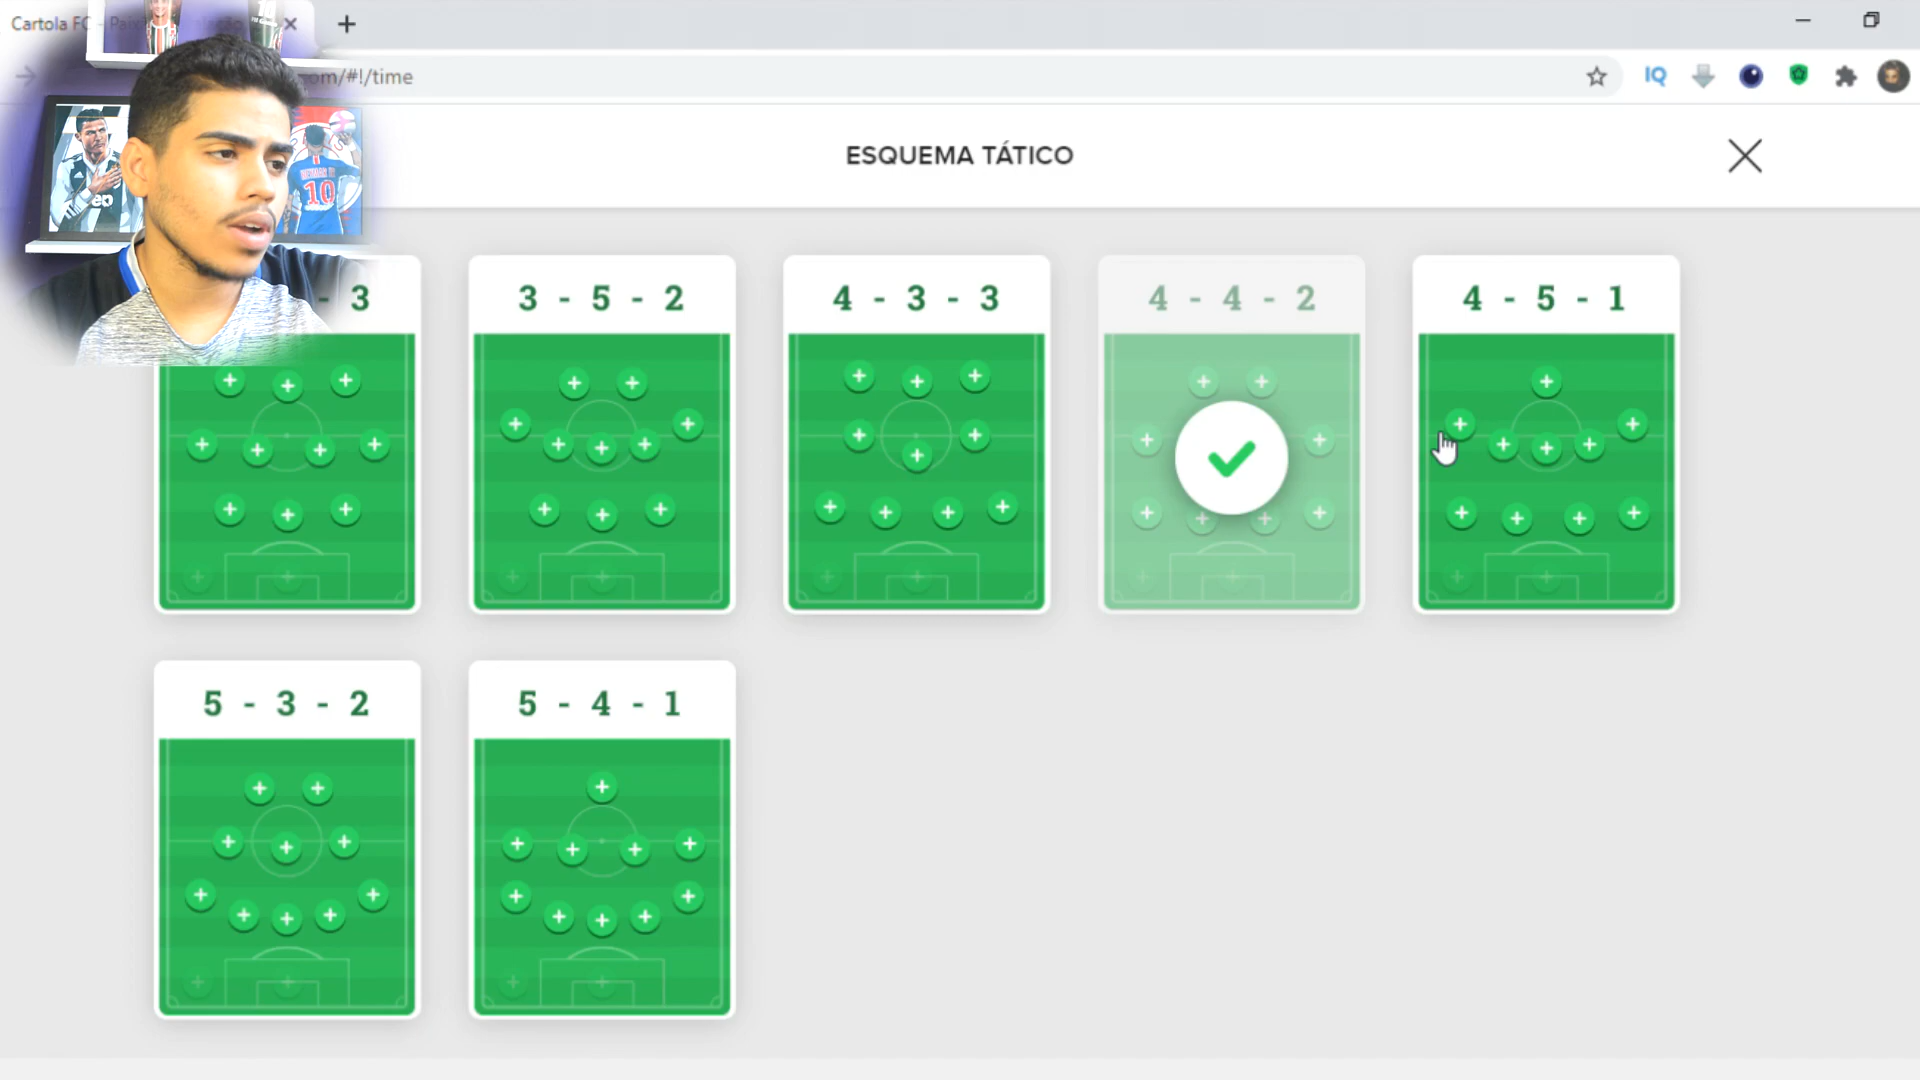 Cartola FC - Pai
om/#!/time
IQ
ESQUEMA TÁTICO
10
- 3
3 - 5 - 2
4 - 3 - 3
4 - 4 - 2
4 - 5 - 1
5 - 3 - 2
5 - 4 - 1